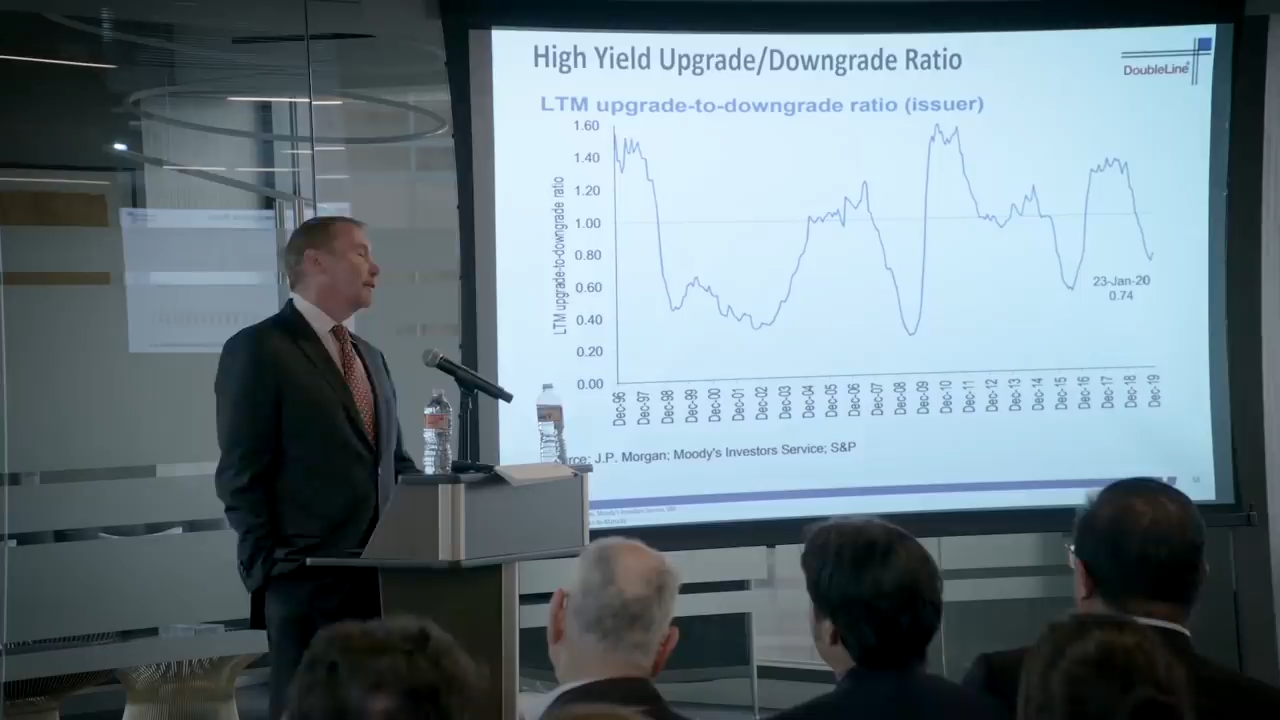 High Yield Upgrade/Downgrade Ratio
DoubleLine®
LTM upgrade-to-downgrade ratio (issuer)
LTM upgrade-to-downgrade ratio
1.60
1.40
1.20
1.00
0.80
0.60
0.40
0.20
0.00
23-Jan-20
0.74
Dec-96
Dec-97
Dec-98
Dec-99
Dec-00
Dec-01
Dec-02
Dec-03
Dec-04
Dec-05
Dec-06
Dec-07
Dec-08
Dec-09
Dec-10
Dec-11
Dec-12
Dec-13
Dec-14
Dec-15
Dec-16
Dec-17
Dec-18
Dec-19
rce: J.P. Morgan; Moody's Investors Service; S&P